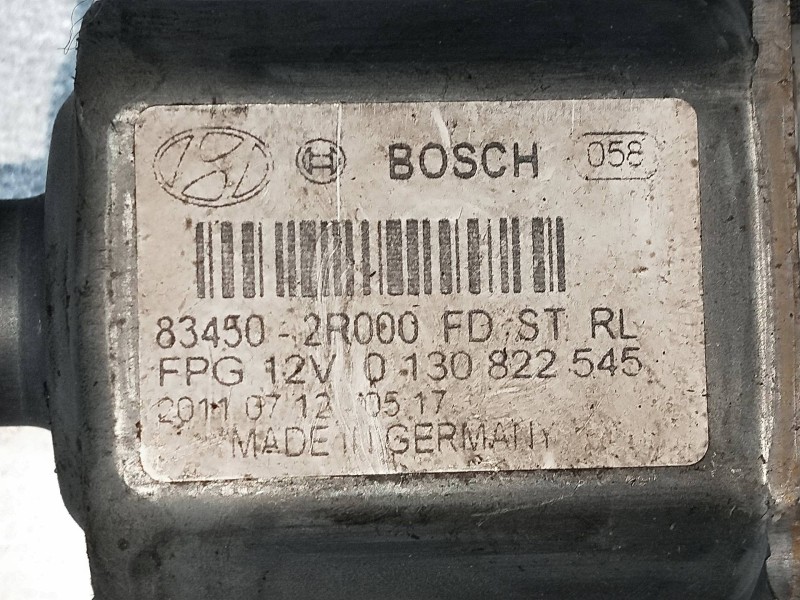 BOSCH 058
83450-2R000 FD ST RL
FPG 12V 0 130 822 545
2011 07 12 05 17
MADE IN GERMANY